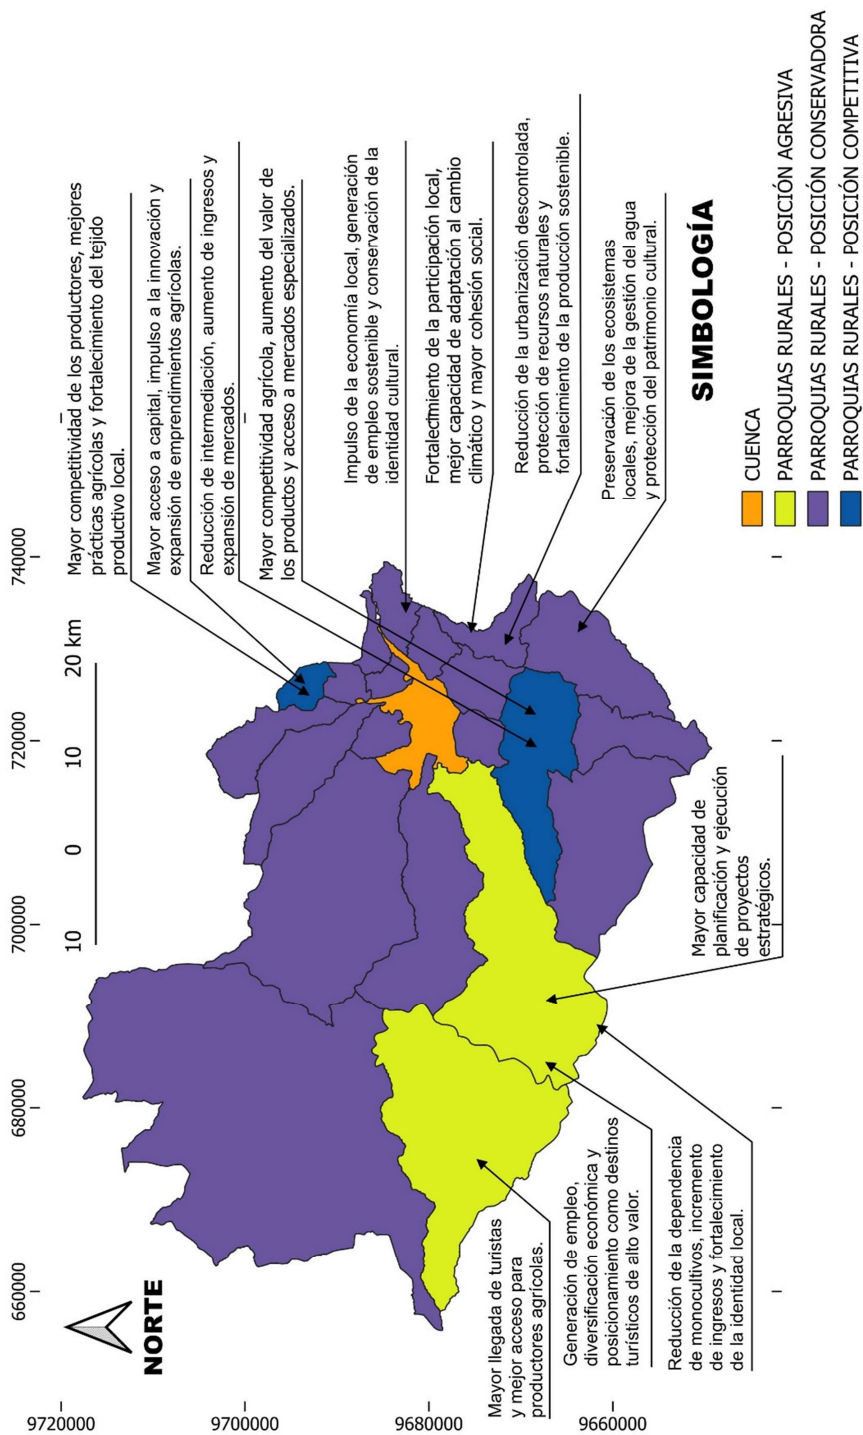 660000
680000
700000
720000
740000
9720000
9700000
9680000
9660000
NORTE
10
0
10
20 km
Mayor competitividad de los productores, mejores
prácticas agrícolas y fortalecimiento del tejido
productivo local.
Mayor acceso a capital, impulso a la innovación y
expansión de emprendimientos agrícolas.
Reducción de intermediación, aumento de ingresos y
expansión de mercados.
Mayor competitividad agrícola, aumento del valor de
los productos y acceso a mercados especializados.
Impulso de la economía local, generación
de empleo sostenible y conservación de la
identidad cultural.
Fortalecimiento de la participación local,
mejor capacidad de adaptación al cambio
climático y mayor cohesión social.
Reducción de la urbanización descontrolada,
protección de recursos naturales y
fortalecimiento de la producción sostenible.
Preservación de los ecosistemas
locales, mejora de la gestión del agua
y protección del patrimonio cultural.
Mayor llegada de turistas
y mejor acceso para
productores agrícolas.
Generación de empleo,
diversificación económica y
posicionamiento como destinos
turísticos de alto valor.
Reducción de la dependencia
de monocultivos, incremento
de ingresos y fortalecimiento
de la identidad local.
Mayor capacidad de
planificación y ejecución
de proyectos
estratégicos.
SIMBOLOGÍA
CUENCA
PARROQUIAS RURALES - POSICIÓN AGRESIVA
PARROQUIAS RURALES - POSICIÓN CONSERVADORA
PARROQUIAS RURALES - POSICIÓN COMPETITIVA